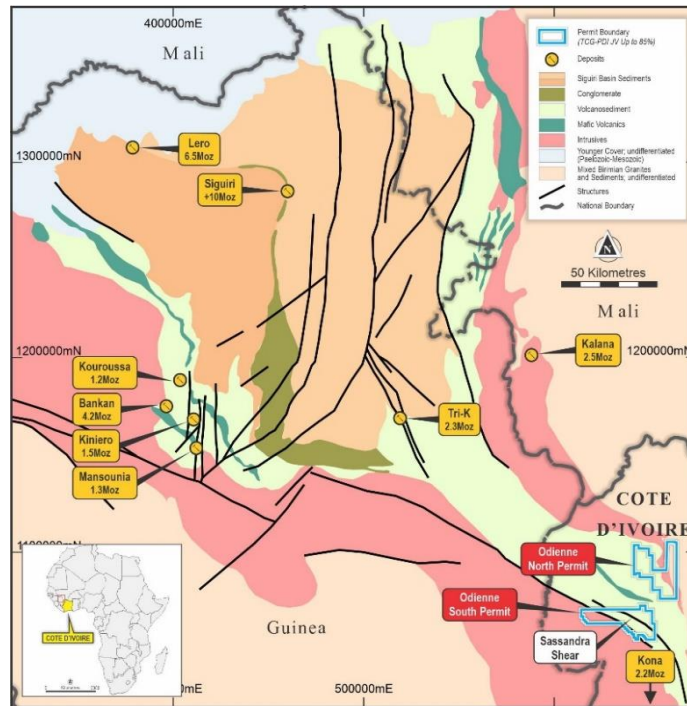 400000mE
500000mE
Mali
Permit Boundary
(TCG-PDI JV Up to 85%)
Deposits
Siguiri Basin Sediments
Conglomerate
Volcanosediment
Mafic Volcanics
Intrusives
Younger Cover; undifferentiated
(Paelozoic-Mesozoic)
Mixed Birimian Granites
and Sediments; undifferentiated
Structures
National Boundary
N
50 Kilometres
Mali
1300000mN
Lero
6.5Moz
Siguiri
+10Moz
1200000mN
1200000mN
Kalana
2.5Moz
Kouroussa
1.2Moz
Bankan
4.2Moz
Kiniero
1.5Moz
Mansounia
1.3Moz
Tri-K
2.3Moz
COTE
D'IVOIRE
Odienne
North Permit
Odienne
South Permit
Sassandra
Shear
Kona
2.2Moz
Guinea
COTE D'IVOIRE
500000mE